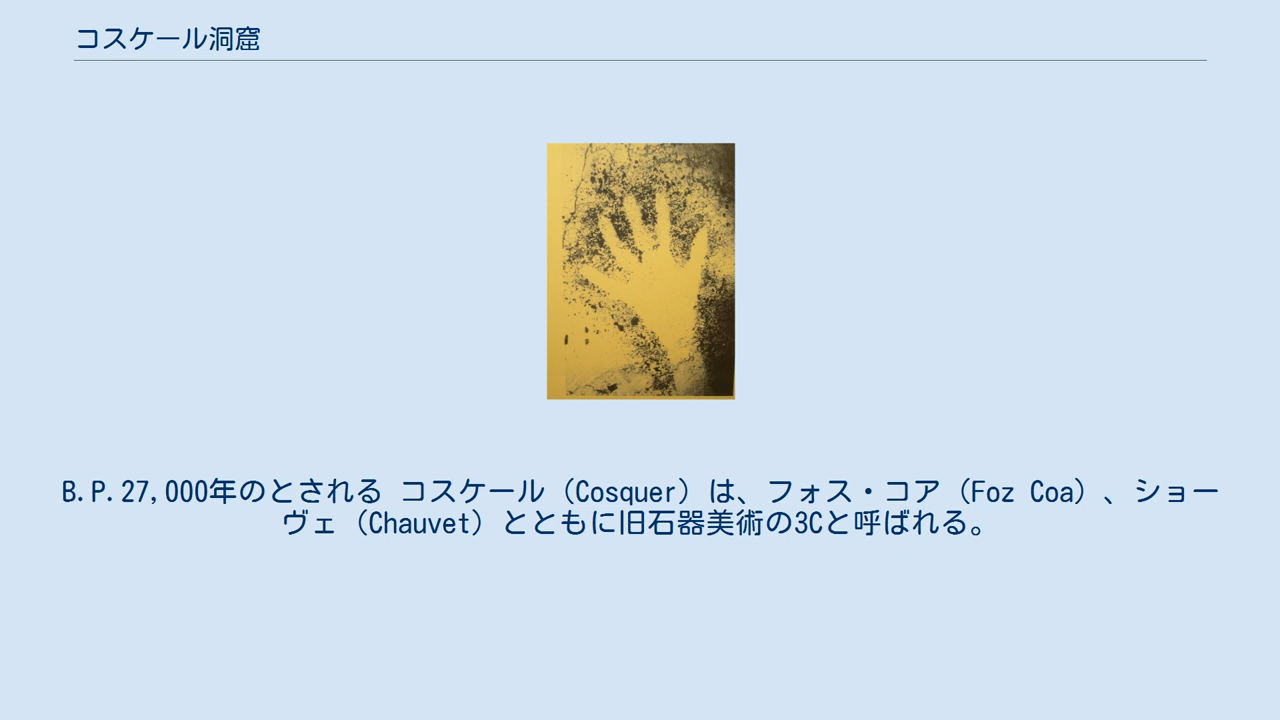 コスケール洞窟
B.P.27,000年のとされる コスケール（Cosquer）は、フォス・コア（Foz Coa）、ショー
ヴェ（Chauvet）とともに旧石器美術の3Cと呼ばれる。